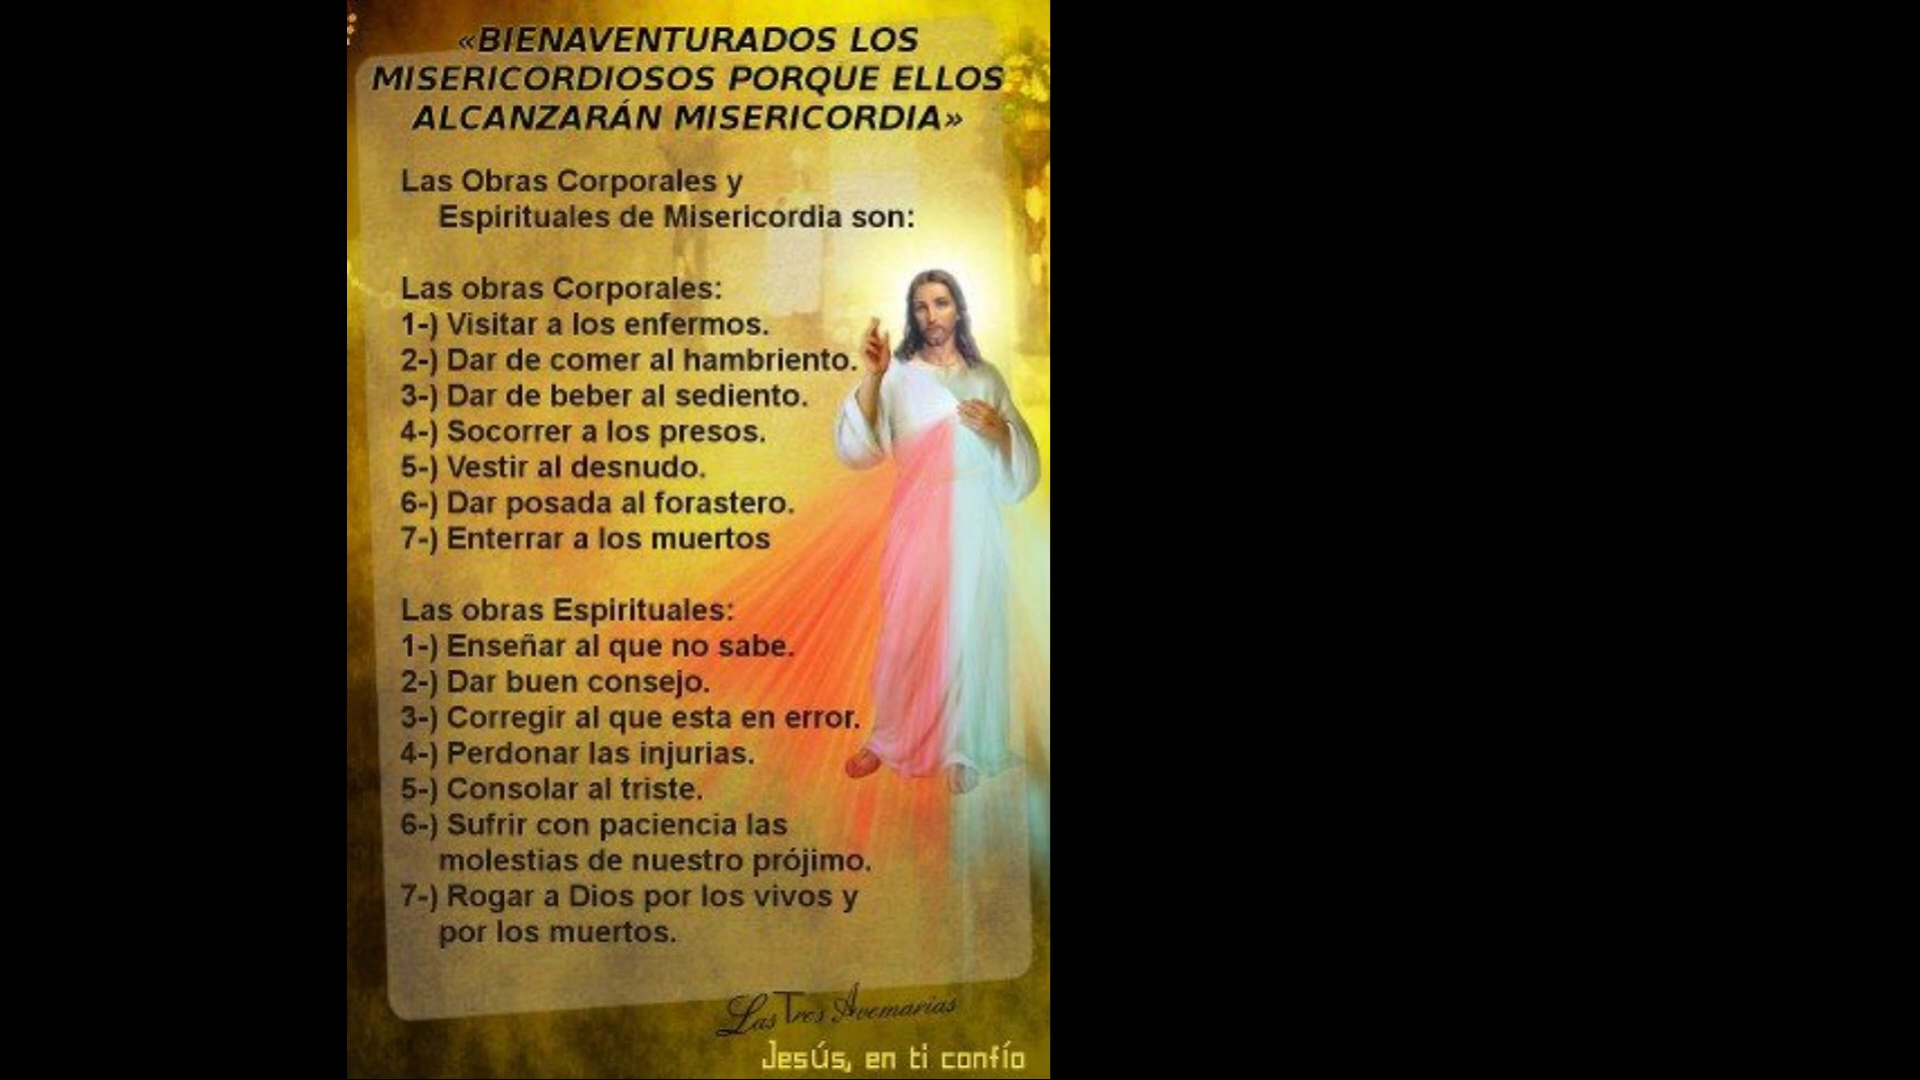 «BIENAVENTURADOS LOS
MISERICORDIOSOS PORQUE ELLOS
ALCANZARÁN MISERICORDIA»
Las Obras Corporales y
Espirituales de Misericordia son:
Las obras Corporales:
1-) Visitar a los enfermos.
2-) Dar de comer al hambriento.
3-) Dar de beber al sediento.
4-) Socorrer a los presos.
5-) Vestir al desnudo.
6-) Dar posada al forastero.
7-) Enterrar a los muertos
Las obras Espirituales:
1-) Enseñar al que no sabe.
2-) Dar buen consejo.
3-) Corregir al que esta en error.
4-) Perdonar las injurias.
5-) Consolar al triste.
6-) Sufrir con paciencia las
molestias de nuestro prójimo.
7-) Rogar a Dios por los vivos y
por los muertos.
Las Tres Avemarías
Jesús, en ti confío